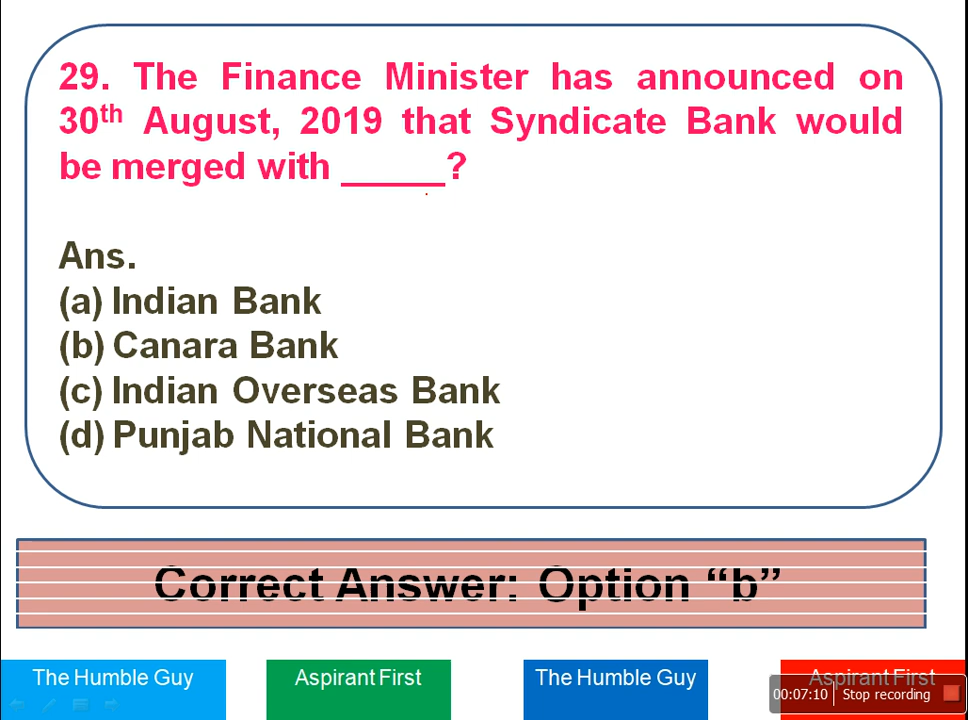 29. The Finance Minister has announced on
30th August, 2019 that Syndicate Bank would
be merged with _____?
Ans.
(a) Indian Bank
(b) Canara Bank
(c) Indian Overseas Bank
(d) Punjab National Bank
Correct Answer: Option “b”
The Humble Guy
Aspirant First
The Humble Guy
Aspirant First
00:07:10 Stop recording